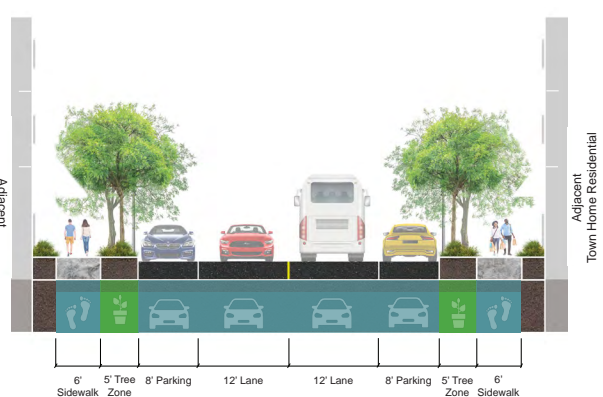 Adjacent
Adjacent
Town Home Residential
6'
Sidewalk
5' Tree
Zone
8' Parking
12' Lane
12' Lane
8' Parking
5' Tree
Zone
6'
Sidewalk